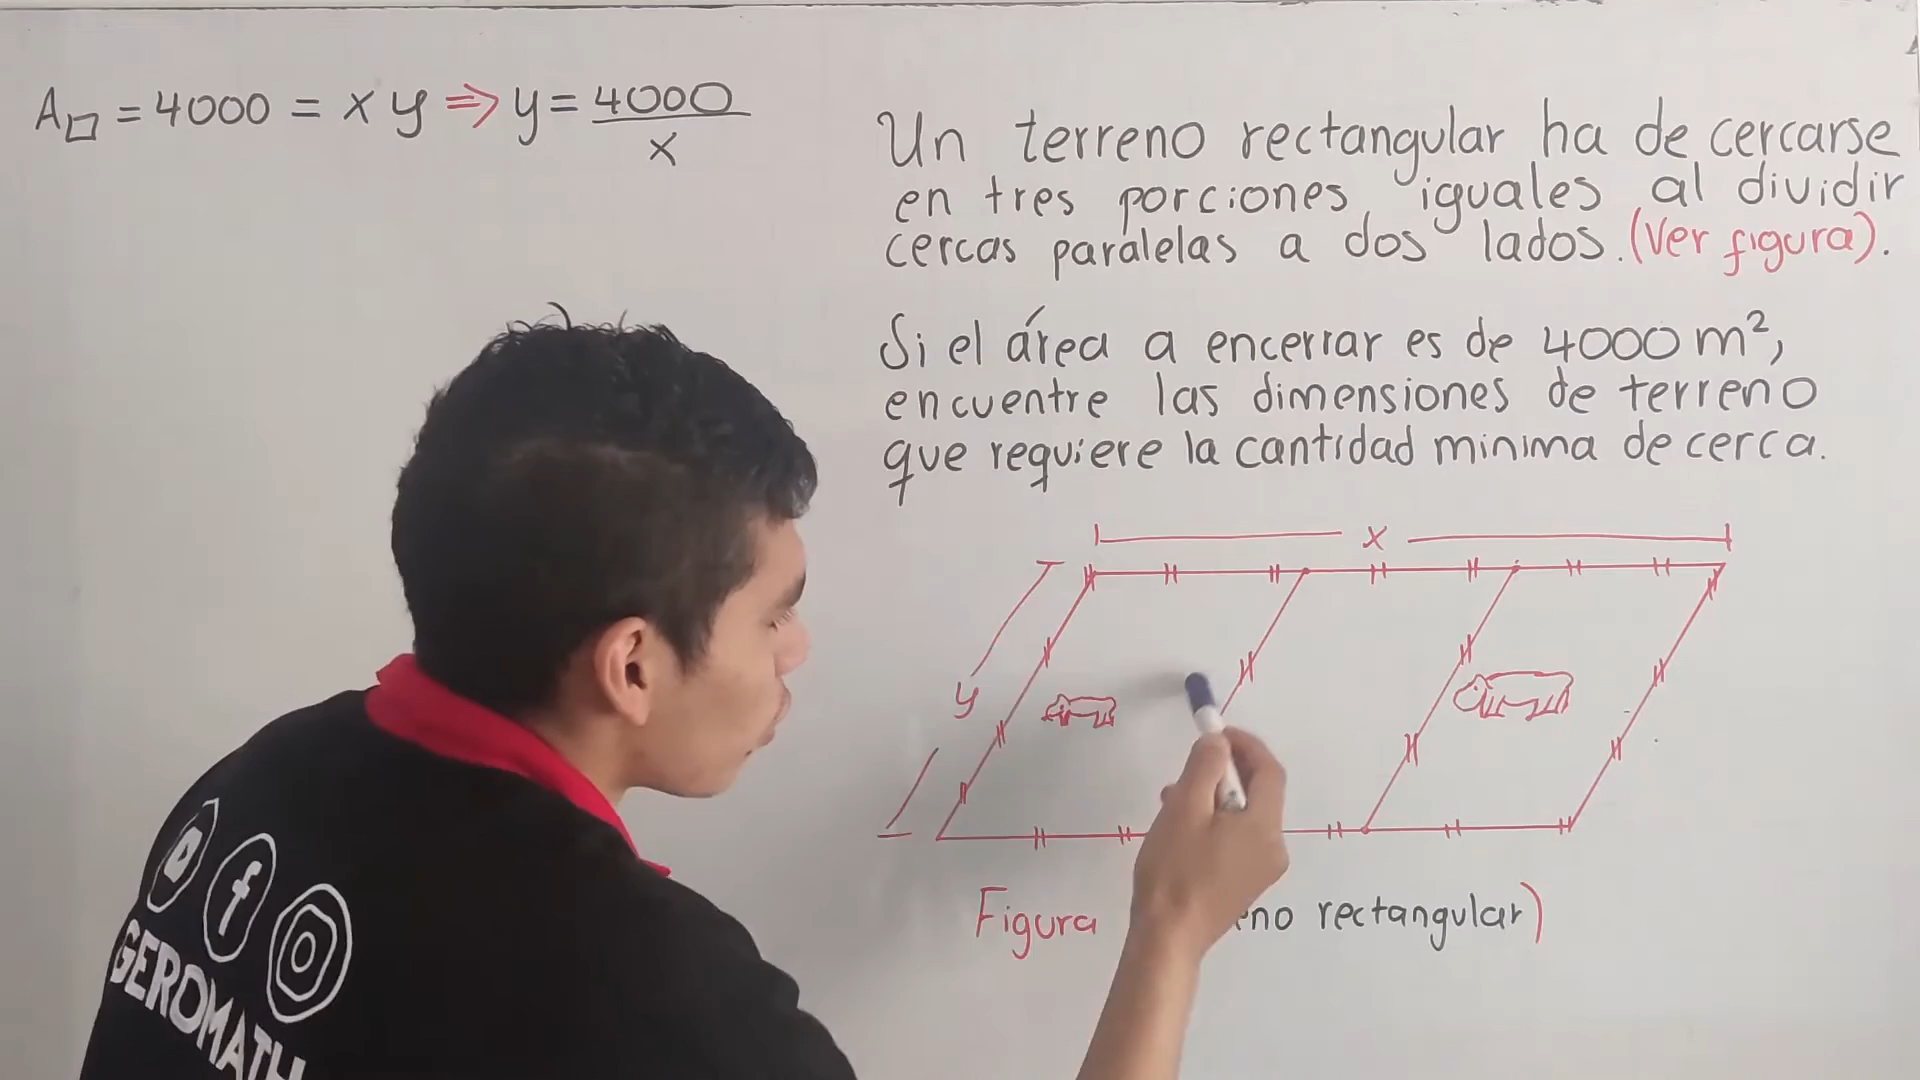 A▱ = 4000 = x y ⇒ y = 4000/x
Un terreno rectangular ha de cercarse
en tres porciones iguales al dividir
cercas paralelas a dos lados. (Ver figura).
Si el área a encerrar es de 4000 m²,
encuentre las dimensiones de terreno
que requiere la cantidad minima de cerca.
x
y
Figura rectangular)
GEROMATH